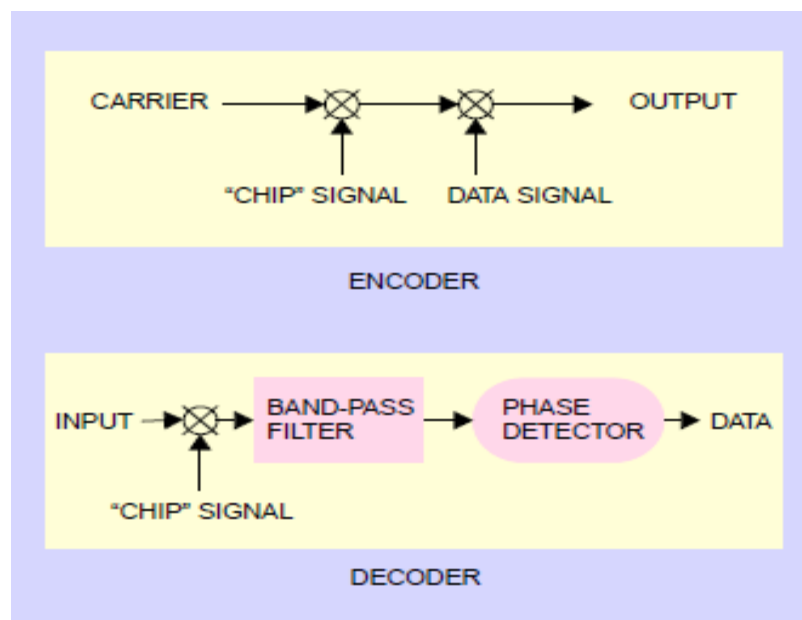 CARRIER
OUTPUT
“CHIP” SIGNAL
DATA SIGNAL
ENCODER
INPUT
BAND-PASS
FILTER
PHASE
DETECTOR
DATA
“CHIP” SIGNAL
DECODER